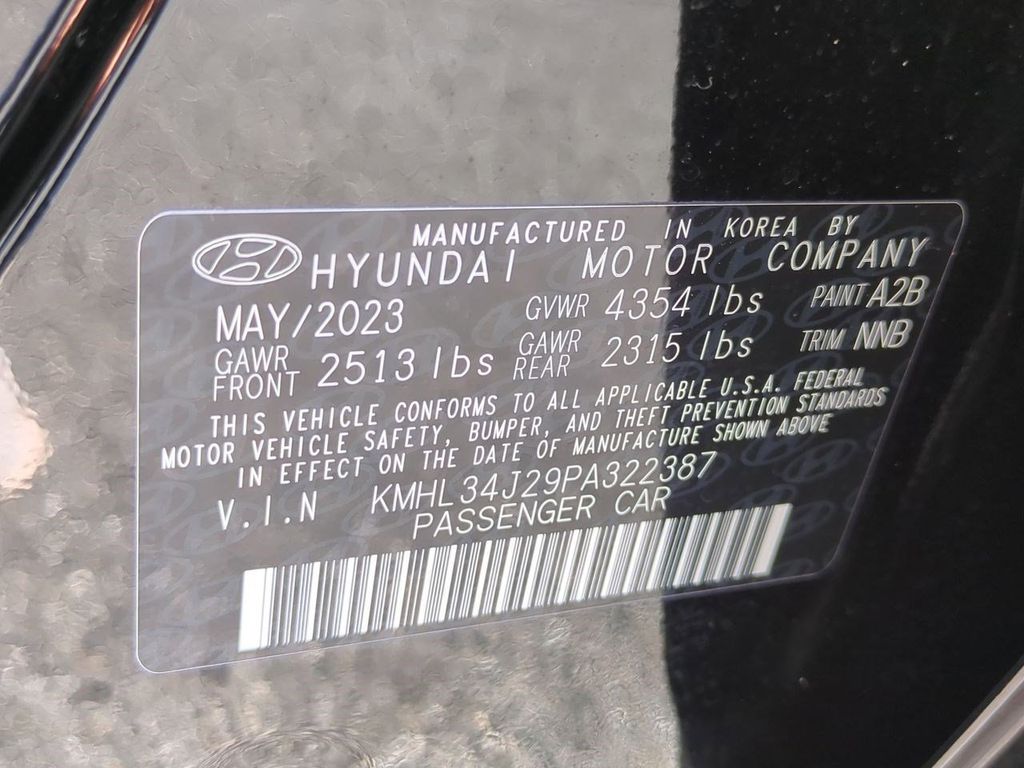 MANUFACTURED IN KOREA BY
HYUNDAI MOTOR COMPANY
MAY/2023 GVWR 4354 lbs PAINT A2B
GAWR FRONT 2513 lbs GAWR REAR 2315 lbs TRIM NNB
THIS VEHICLE CONFORMS TO ALL APPLICABLE U.S.A. FEDERAL
MOTOR VEHICLE SAFETY, BUMPER, AND THEFT PREVENTION STANDARDS
IN EFFECT ON THE DATE OF MANUFACTURE SHOWN ABOVE
V.I.N KMHL34J29PA322387
PASSENGER CAR